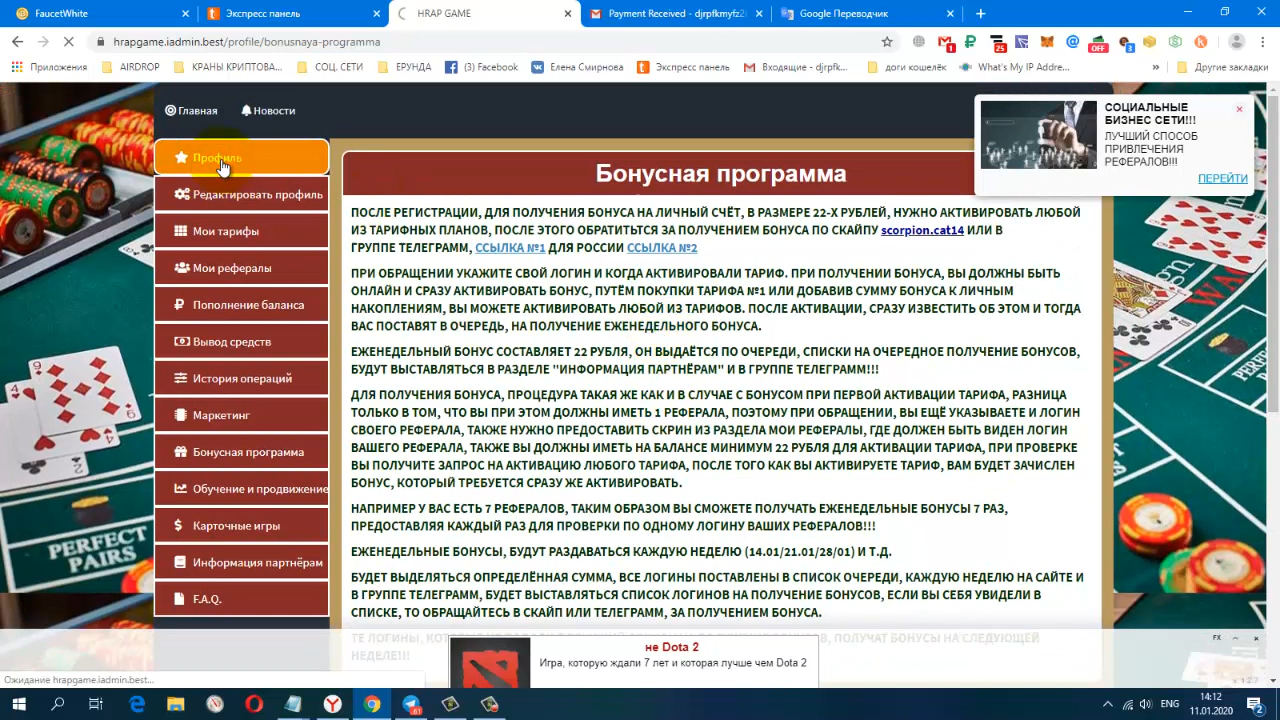 FaucetWhite
Экспресс панель
HRAP GAME
Payment Received - djrpfkmyfz2
Google Переводчик
hrapgame.iadmin.best/profile/bonusnaya-programma
1
25
OFF
3
Приложения
AIRDROP
КРАНЫ КРИПТОВА...
СОЦ. СЕТИ
ЕРУНДА
(3) Facebook
Елена Смирнова
Экспресс панель
Входящие - djrpfk...
доги кошелёк
What's My IP Addre...
»
Другие закладки
Главная
Новости
Профиль
Редактировать профиль
Мои тарифы
Мои рефералы
Пополнение баланса
Вывод средств
История операций
Маркетинг
Бонусная программа
Обучение и продвижение
Карточные игры
Информация партнёрам
F.A.Q.
СОЦИАЛЬНЫЕ
БИЗНЕС СЕТИ!!!
ЛУЧШИЙ СПОСОБ
ПРИВЛЕЧЕНИЯ
РЕФЕРАЛОВ!!!
ПЕРЕЙТИ
Бонусная программа
ПОСЛЕ РЕГИСТРАЦИИ, ДЛЯ ПОЛУЧЕНИЯ БОНУСА НА ЛИЧНЫЙ СЧЁТ, В РАЗМЕРЕ 22-Х РУБЛЕЙ, НУЖНО АКТИВИРОВАТЬ ЛЮБОЙ
ИЗ ТАРИФНЫХ ПЛАНОВ, ПОСЛЕ ЭТОГО ОБРАТИТЬТСЯ ЗА ПОЛУЧЕНИЕМ БОНУСА ПО СКАЙПУ scorpion.cat14 ИЛИ В
ГРУППЕ ТЕЛЕГРАММ, ССЫЛКА №1 ДЛЯ РОССИИ ССЫЛКА №2
ПРИ ОБРАЩЕНИИ УКАЖИТЕ СВОЙ ЛОГИН И КОГДА АКТИВИРОВАЛИ ТАРИФ. ПРИ ПОЛУЧЕНИИ БОНУСА, ВЫ ДОЛЖНЫ БЫТЬ
ОНЛАЙН И СРАЗУ АКТИВИРОВАТЬ БОНУС, ПУТЁМ ПОКУПКИ ТАРИФА №1 ИЛИ ДОБАВИВ СУММУ БОНУСА К ЛИЧНЫМ
НАКОПЛЕНИЯМ, ВЫ МОЖЕТЕ АКТИВИРОВАТЬ ЛЮБОЙ ИЗ ТАРИФОВ. ПОСЛЕ АКТИВАЦИИ, СРАЗУ ИЗВЕСТИТЬ ОБ ЭТОМ И ТОГДА
ВАС ПОСТАВЯТ В ОЧЕРЕДЬ, НА ПОЛУЧЕНИЕ ЕЖЕНЕДЕЛЬНОГО БОНУСА.
ЕЖЕНЕДЕЛЬНЫЙ БОНУС СОСТАВЛЯЕТ 22 РУБЛЯ, ОН ВЫДАЁТСЯ ПО ОЧЕРЕДИ, СПИСКИ НА ОЧЕРЕДНОЕ ПОЛУЧЕНИЕ БОНУСОВ,
БУДУТ ВЫСТАВЛЯТЬСЯ В РАЗДЕЛЕ "ИНФОРМАЦИЯ ПАРТНЁРАМ" И В ГРУППЕ ТЕЛЕГРАММ!!!
ДЛЯ ПОЛУЧЕНИЯ БОНУСА, ПРОЦЕДУРА ТАКАЯ ЖЕ КАК И В СЛУЧАЕ С БОНУСОМ ПРИ ПЕРВОЙ АКТИВАЦИИ ТАРИФА, РАЗНИЦА
ТОЛЬКО В ТОМ, ЧТО ВЫ ПРИ ЭТОМ ДОЛЖНЫ ИМЕТЬ 1 РЕФЕРАЛА, ПОЭТОМУ ПРИ ОБРАЩЕНИИ, ВЫ ЕЩЁ УКАЗЫВАЕТЕ И ЛОГИН
СВОЕГО РЕФЕРАЛА, ТАКЖЕ НУЖНО ПРЕДОСТАВИТЬ СКРИН ИЗ РАЗДЕЛА МОИ РЕФЕРАЛЫ, ГДЕ ДОЛЖЕН БЫТЬ ВИДЕН ЛОГИН
ВАШЕГО РЕФЕРАЛА, ТАКЖЕ ВЫ ДОЛЖНЫ ИМЕТЬ НА БАЛАНСЕ МИНИМУМ 22 РУБЛЯ ДЛЯ АКТИВАЦИИ ТАРИФА, ПРИ ПРОВЕРКЕ
ВЫ ПОЛУЧИТЕ ЗАПРОС НА АКТИВАЦИЮ ЛЮБОГО ТАРИФА, ПОСЛЕ ТОГО КАК ВЫ АКТИВИРУЕТЕ ТАРИФ, ВАМ БУДЕТ ЗАЧИСЛЕН
БОНУС, КОТОРЫЙ ТРЕБУЕТСЯ СРАЗУ ЖЕ АКТИВИРОВАТЬ.
НАПРИМЕР У ВАС ЕСТЬ 7 РЕФЕРАЛОВ, ТАКИМ ОБРАЗОМ ВЫ СМОЖЕТЕ ПОЛУЧАТЬ ЕЖЕНЕДЕЛЬНЫЕ БОНУСЫ 7 РАЗ,
ПРЕДОСТАВЛЯЯ КАЖДЫЙ РАЗ ДЛЯ ПРОВЕРКИ ПО ОДНОМУ ЛОГИНУ ВАШИХ РЕФЕРАЛОВ!!!
ЕЖЕНЕДЕЛЬНЫЕ БОНУСЫ, БУДУТ РАЗДАВАТЬСЯ КАЖДУЮ НЕДЕЛЮ (14.01/21.01/28/01) И Т.Д.
БУДЕТ ВЫДЕЛЯТЬСЯ ОПРЕДЕЛЁННАЯ СУММА, ВСЕ ЛОГИНЫ ПОСТАВЛЕНЫ В СПИСОК ОЧЕРЕДИ, КАЖДУЮ НЕДЕЛЮ НА САЙТЕ И
В ГРУППЕ ТЕЛЕГРАММ, БУДЕТ ВЫСТАВЛЯТЬСЯ СПИСОК ЛОГИНОВ НА ПОЛУЧЕНИЕ БОНУСОВ, ЕСЛИ ВЫ СЕБЯ УВИДЕЛИ В
СПИСКЕ, ТО ОБРАЩАЙТЕСЬ В СКАЙП ИЛИ ТЕЛЕГРАММ, ЗА ПОЛУЧЕНИЕМ БОНУСА.
ТЕ ЛОГИНЫ,
ПОЛУЧАТ БОНУСЫ НА СЛЕДУЮЩЕЙ
НЕДЕЛЕ!!!
не Dota 2
Игра, которую ждали 7 лет и которая лучше чем Dota 2
FX
PERFECT
PAIRS
Ожидание hrapgame.iadmin.best...
61
ENG
14:12
11.01.2020
2